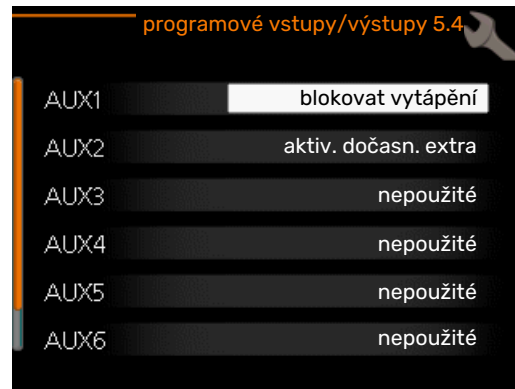 programové vstupy/výstupy 5.4
AUX1 blokovat vytápění
AUX2 aktiv. dočasn. extra
AUX3 nepoužité
AUX4 nepoužité
AUX5 nepoužité
AUX6 nepoužité